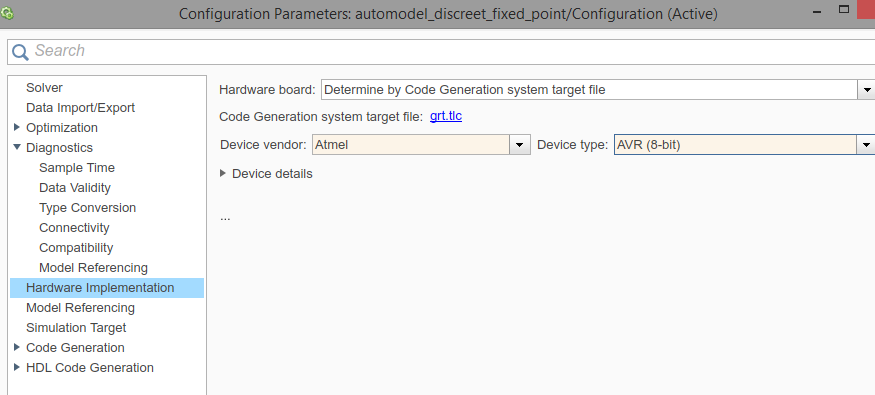 Configuration Parameters: automodel_discreet_fixed_point/Configuration (Active)
Search
Solver
Data Import/Export
Optimization
Diagnostics
Sample Time
Data Validity
Type Conversion
Connectivity
Compatibility
Model Referencing
Hardware Implementation
Model Referencing
Simulation Target
Code Generation
HDL Code Generation
Hardware board: Determine by Code Generation system target file
Code Generation system target file: grt.tlc
Device vendor: Atmel Device type: AVR (8-bit)
Device details
...